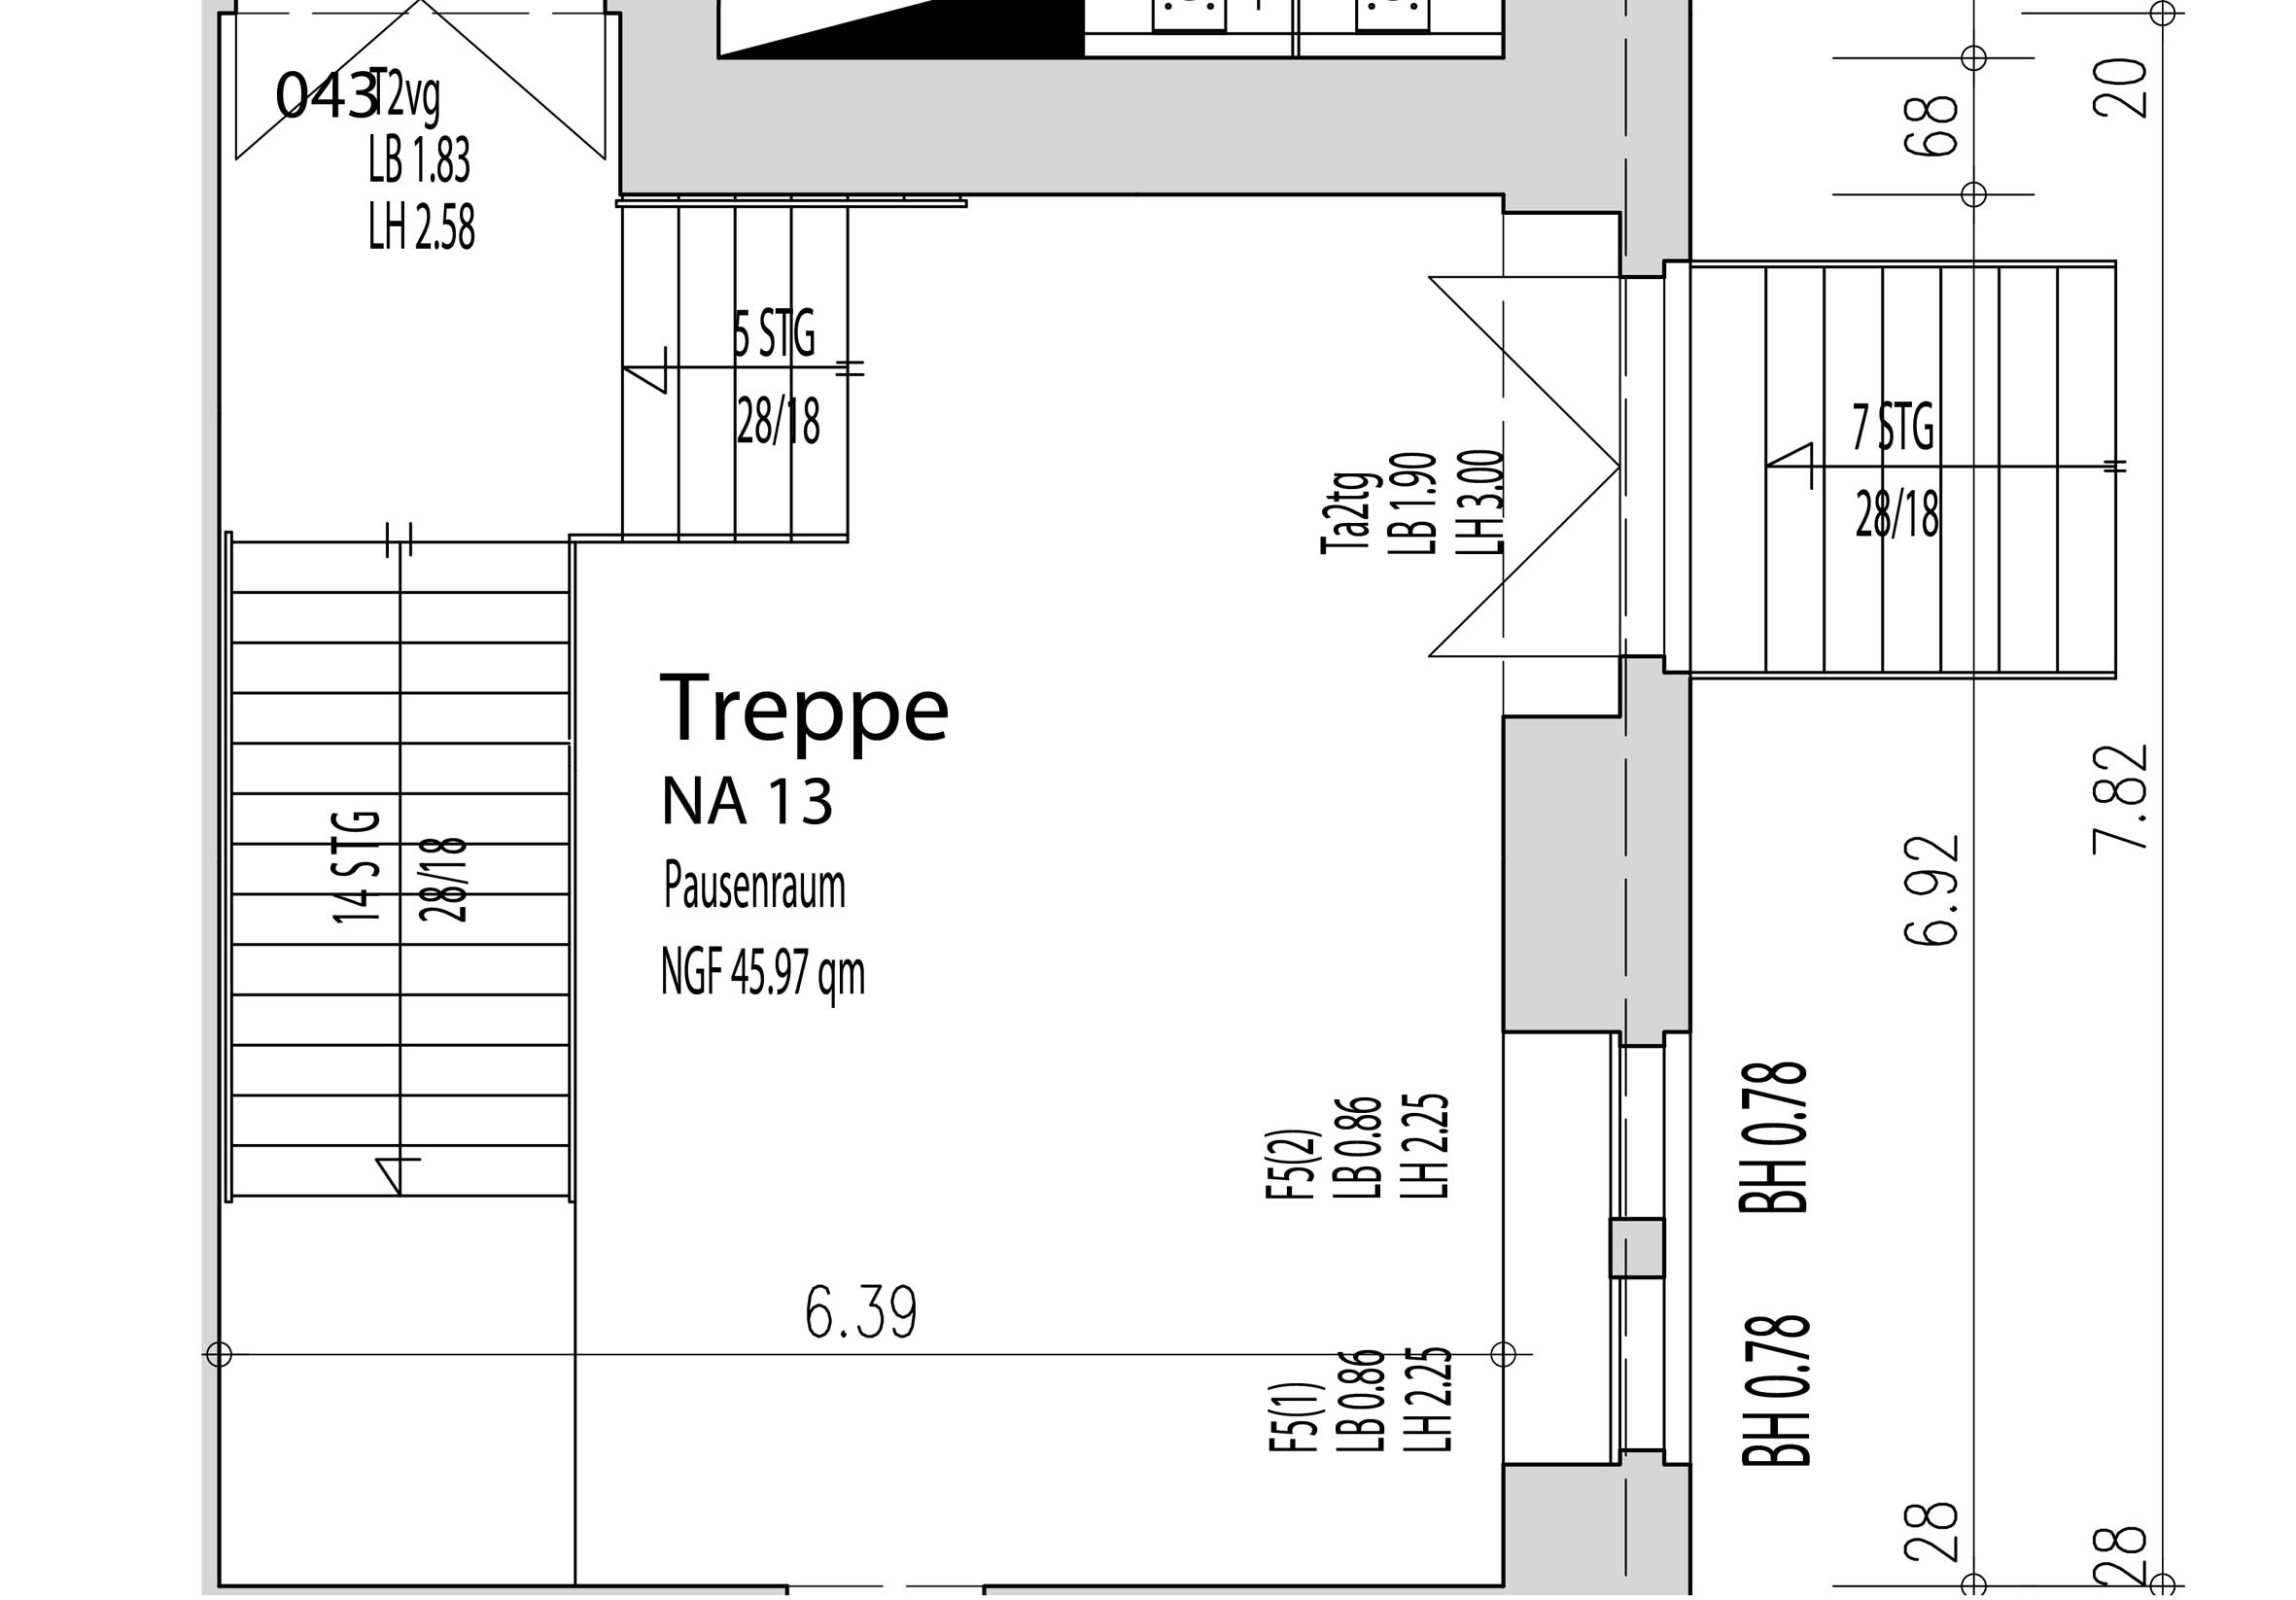 043
T2vg
LB 1.83
LH 2.58
68
20
5 STG
28/18
Ta2tg
LB 1.90
LH 3.00
7 STG
28/18
Treppe
NA 13
Pausenraum
NGF 45.97 qm
14 STG
28/18
6.92
7.82
F5(2)
LB 0.86
LH 2.25
BH 0.78
6.39
F5(1)
LB 0.86
LH 2.25
BH 0.78
28
28